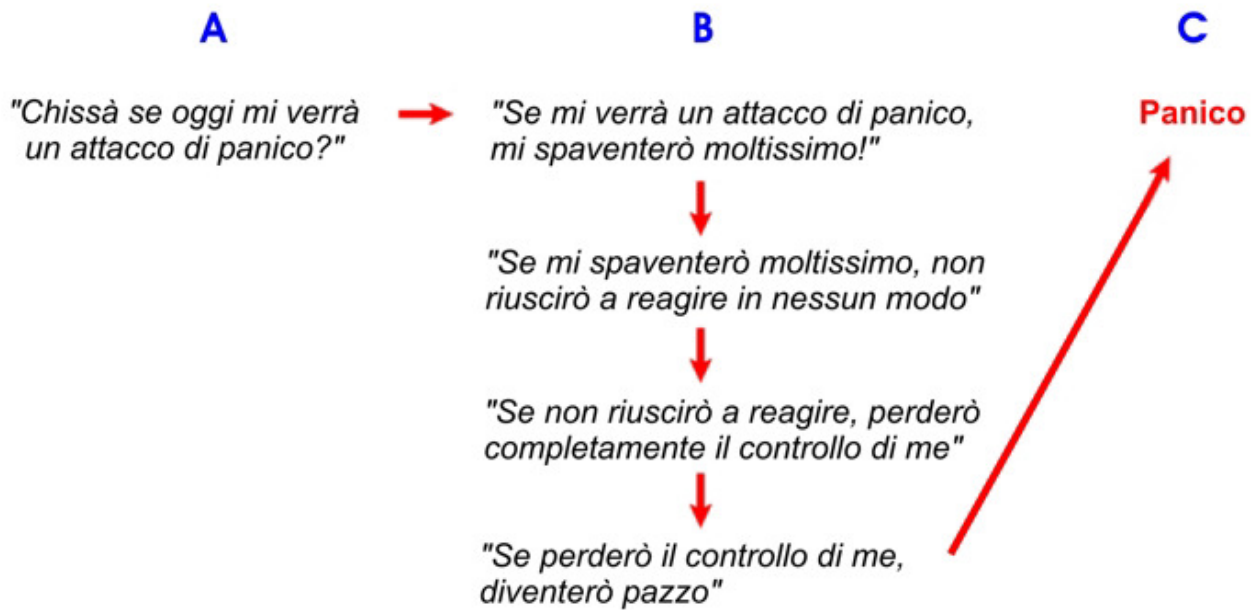 A
B
C
"Chissà se oggi mi verrà
un attacco di panico?"
"Se mi verrà un attacco di panico,
mi spaventerò moltissimo!"
Panico
"Se mi spaventerò moltissimo, non
riuscirò a reagire in nessun modo"
"Se non riuscirò a reagire, perderò
completamente il controllo di me"
"Se perderò il controllo di me,
diventerò pazzo"